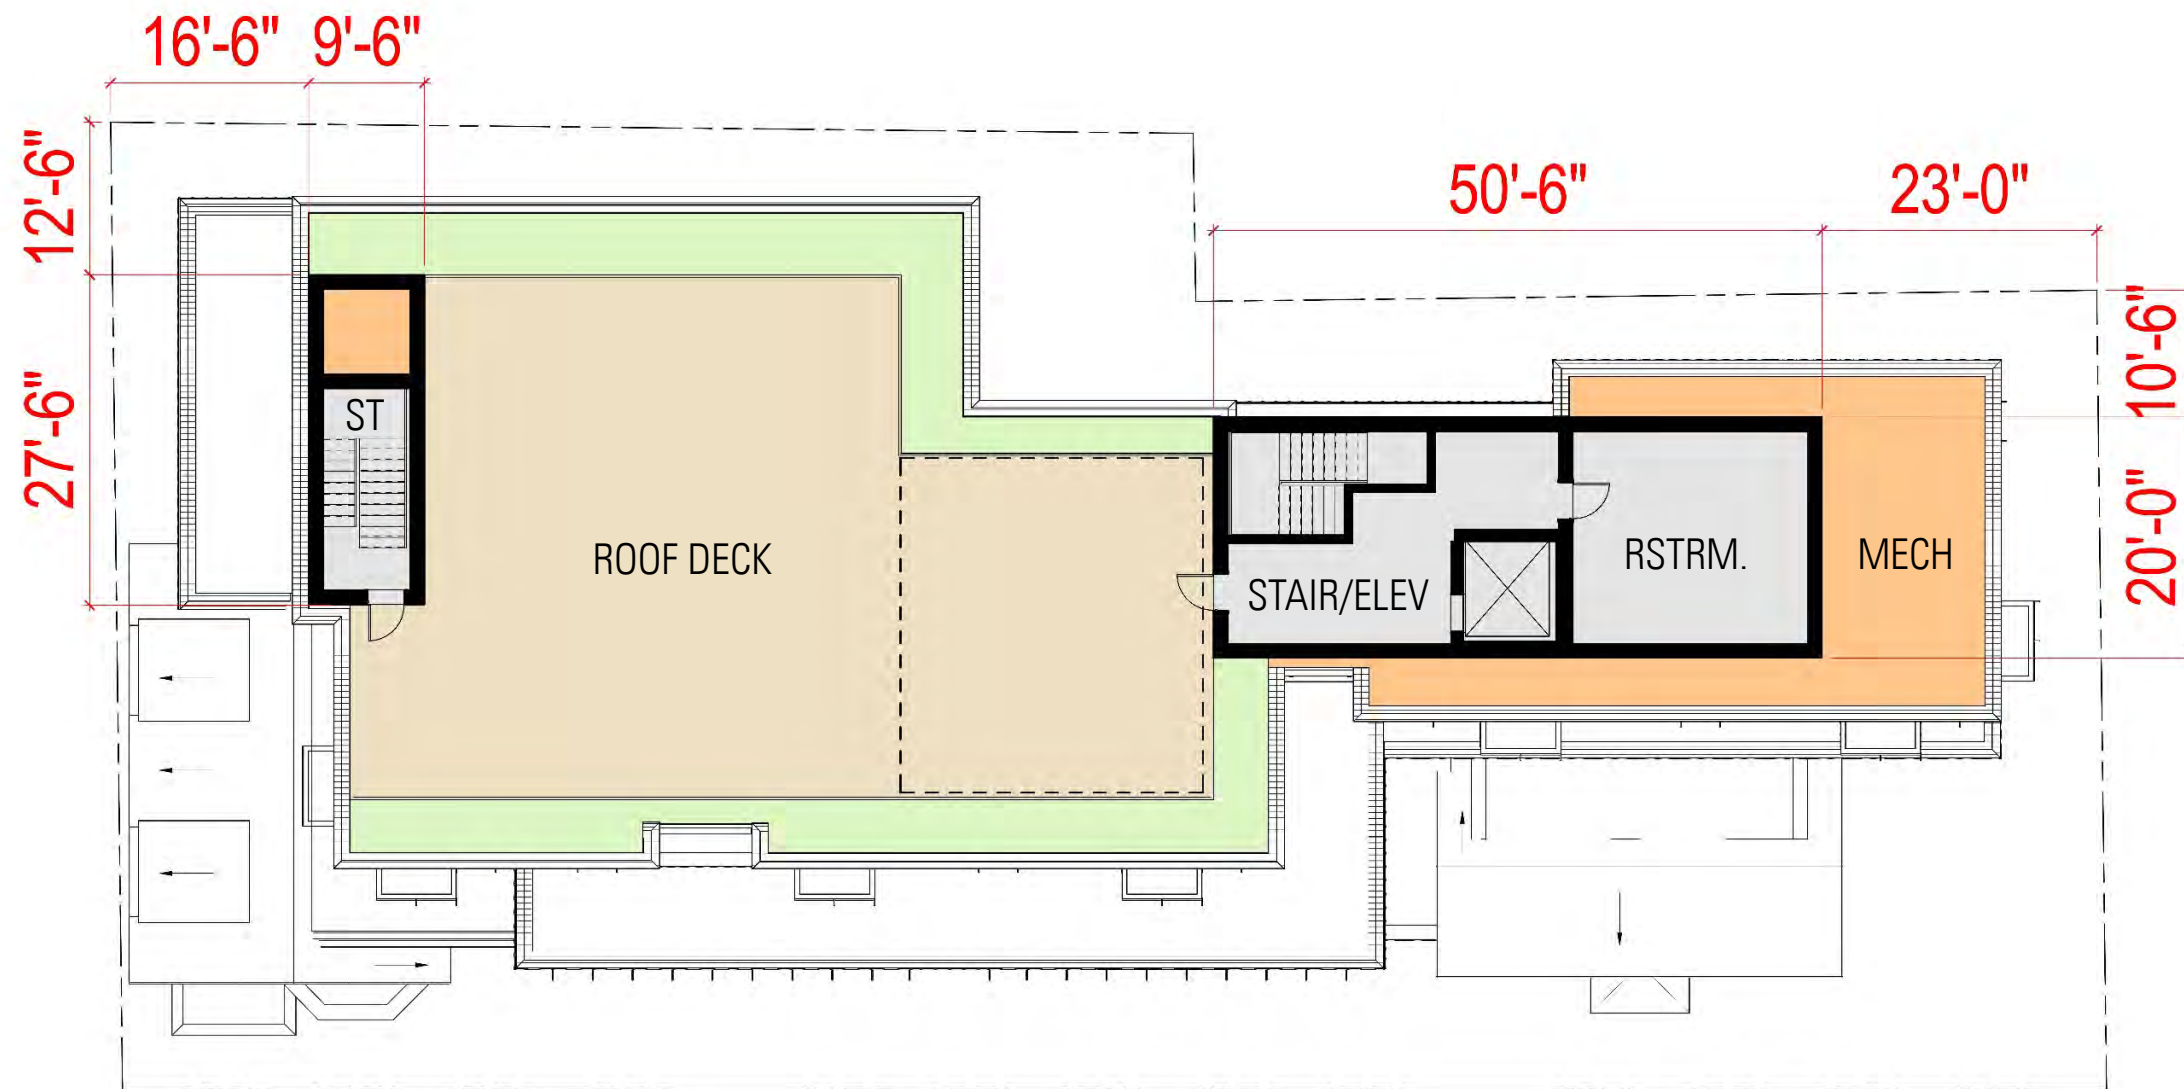 16'-6" 9'-6"
12'-6"
50'-6" 23'-0"
10'-6"
27'-6"
ST
20'-0"
ROOF DECK
RSTRM. MECH
STAIR/ELEV